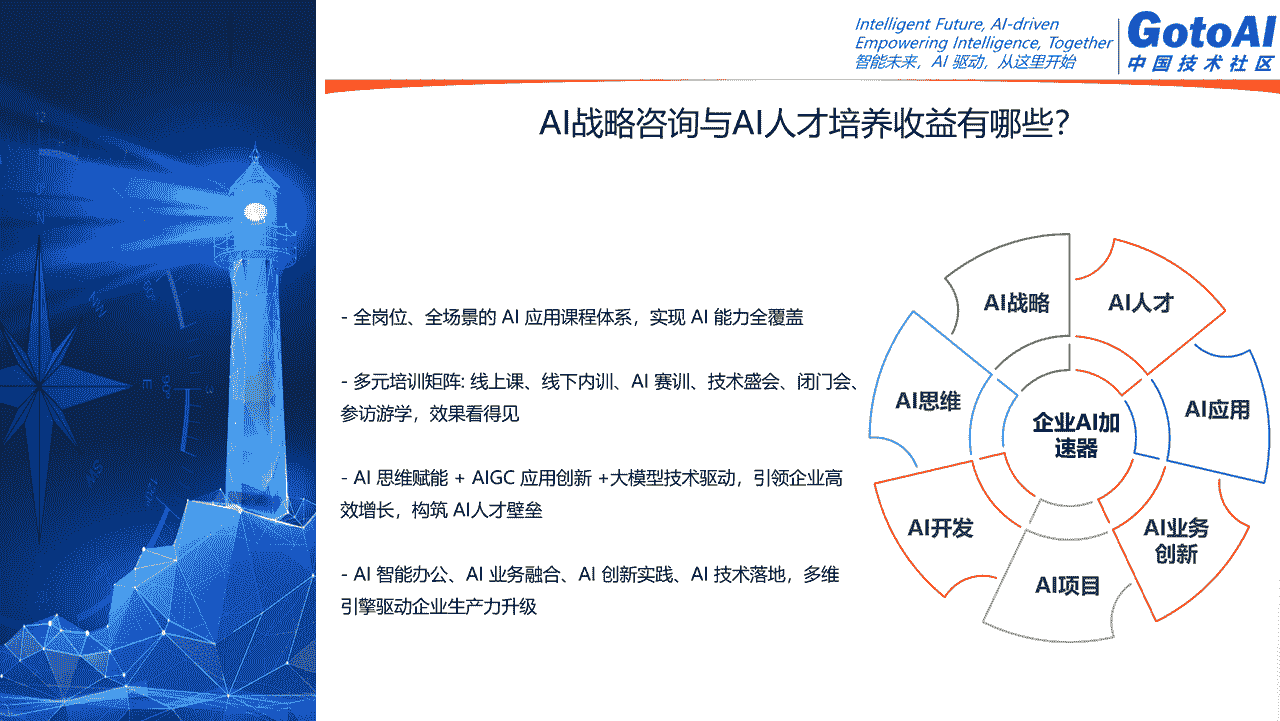 Intelligent Future, AI-driven
Empowering Intelligence, Together
智能未来，AI 驱动，从这里开始
GotoAI
中国技术社区
AI战略咨询与AI人才培养收益有哪些？
- 全岗位、全场景的 AI 应用课程体系，实现 AI 能力全覆盖
- 多元培训矩阵: 线上课、线下内训、AI 赛训、技术盛会、闭门会、
参访游学，效果看得见
- AI 思维赋能 + AIGC 应用创新 +大模型技术驱动，引领企业高
效增长，构筑 AI人才壁垒
- AI 智能办公、AI 业务融合、AI 创新实践、AI 技术落地，多维
引擎驱动企业生产力升级
AI战略
AI人才
AI思维
AI应用
企业AI加
速器
AI开发
AI业务
创新
AI项目
12
N
NW
E
3